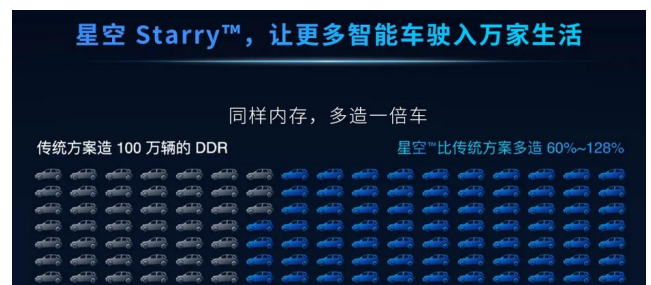 星空 Starry™，让更多智能车驶入万家生活
同样内存，多造一倍车
传统方案造 100 万辆的 DDR
星空™比传统方案多造 60%~128%